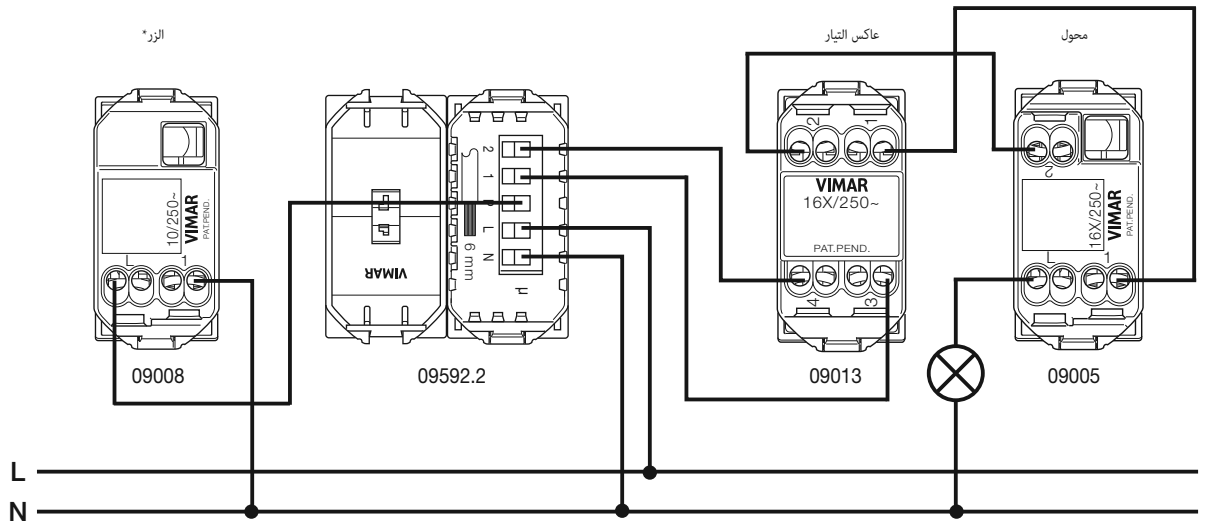 الزر*
عاكس التيار
محول
L
1
10/250~
VIMAR
PAT.PEND.
09008
VIMAR
2
1
P
L
N
6 mm
µ
09592.2
2
1
VIMAR
16X/250~
PAT.PEND.
4
3
09013
2
16X/250~
VIMAR
PAT.PEND.
L
1
09005
L
N